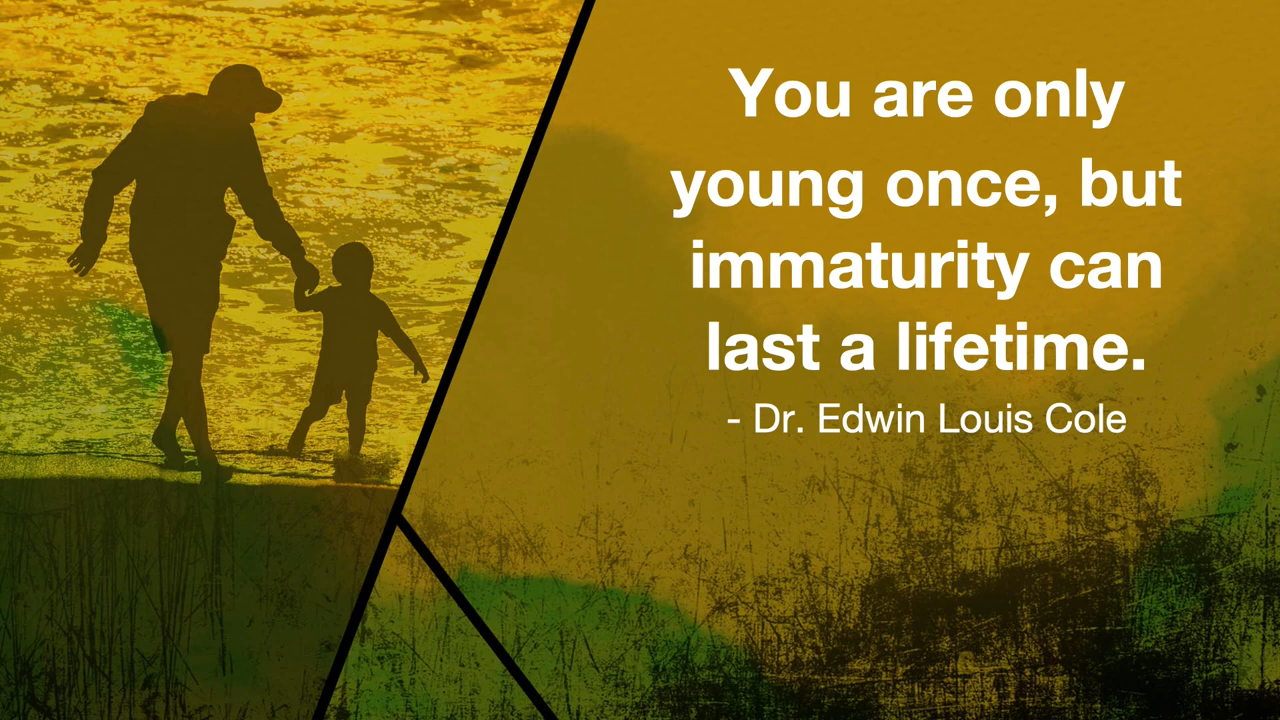 You are only
young once, but
immaturity can
last a lifetime.
- Dr. Edwin Louis Cole